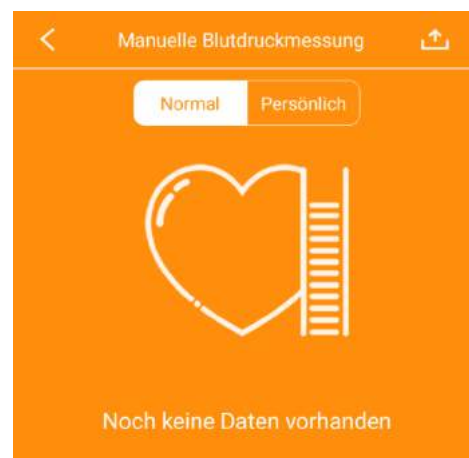 Manuelle Blutdruckmessung
Normal Persönlich
Noch keine Daten vorhanden